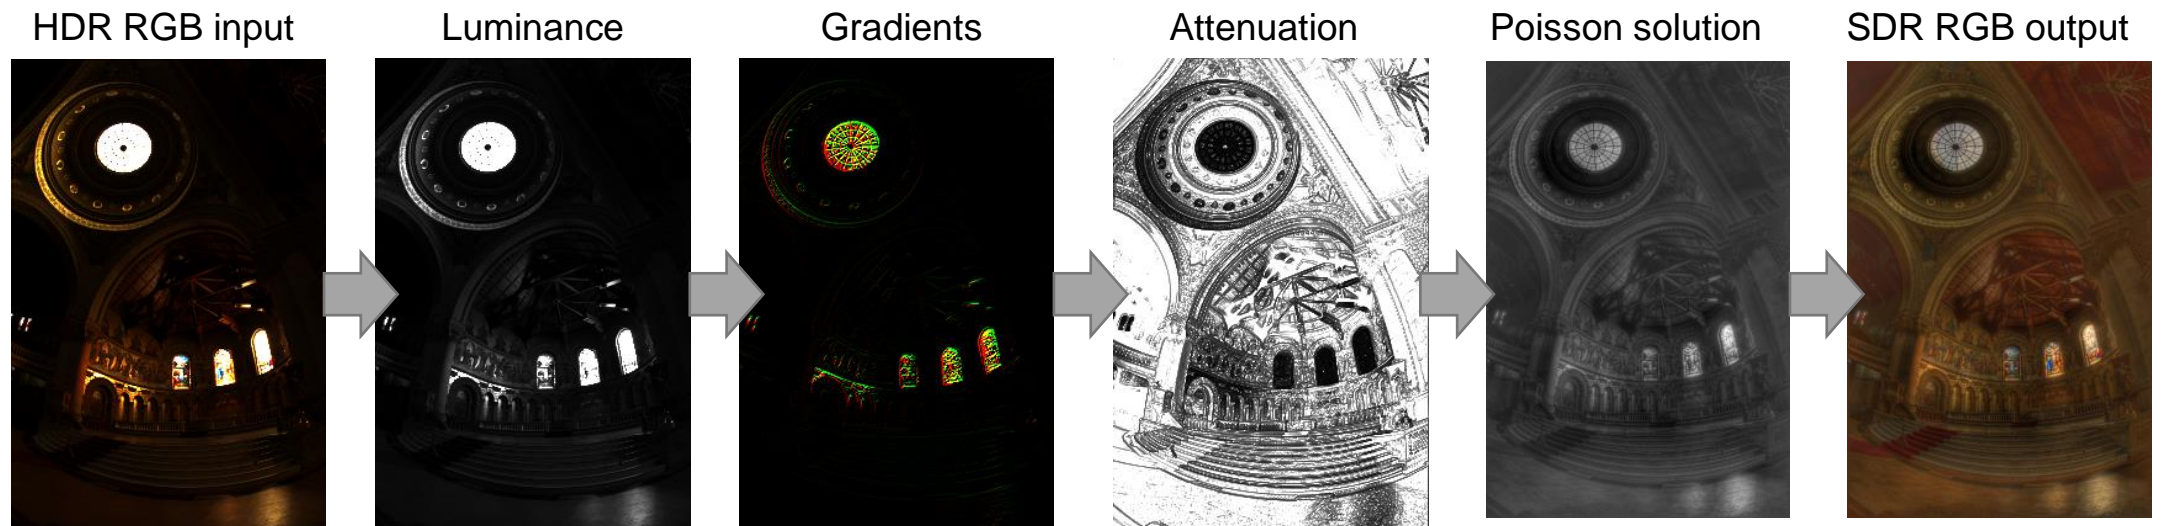 HDR RGB input
Luminance
Gradients
Attenuation
Poisson solution
SDR RGB output